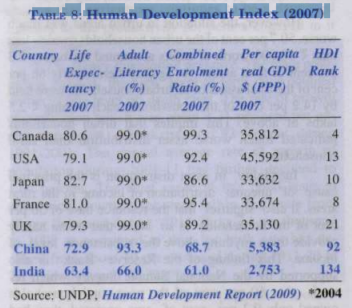 TABLE 8: Human Development Index (2007)
Country Life Adult Combined Per capita HDI
Expec- Literacy Enrolment real GDP Rank
tancy (%) Ratio (%) $ (PPP)
2007 2007 2007 2007
Canada 80.6 99.0* 99.3 35,812 4
USA 79.1 99.0* 92.4 45,592 13
Japan 82.7 99.0* 86.6 33,632 10
France 81.0 99.0* 95.4 33,674 8
UK 79.3 99.0* 89.2 35,130 21
China 72.9 93.3 68.7 5,383 92
India 63.4 66.0 61.0 2,753 134
Source: UNDP, Human Development Report (2009) *2004